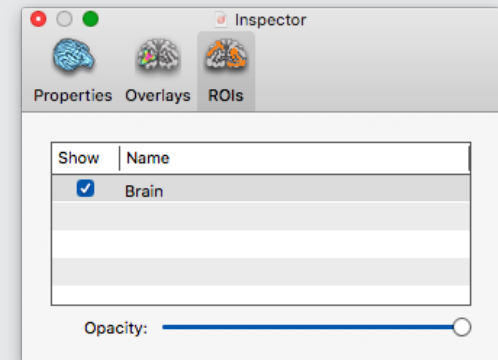 Inspector
Properties Overlays ROIs
Show Name
Brain
Opacity: